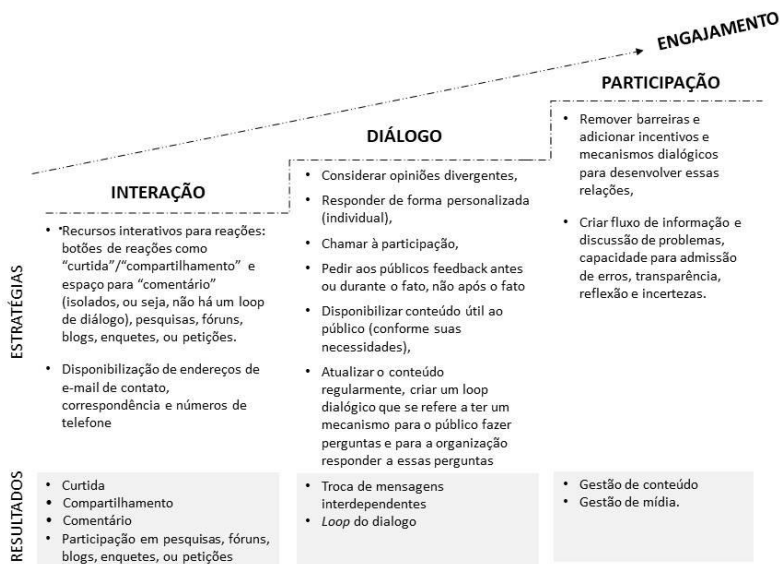 ENGAJAMENTO
PARTICIPAÇÃO
• Remover barreiras e
adicionar incentivos e
mecanismos dialógicos
para desenvolver essas
relações,
• Criar fluxo de informação e
discussão de problemas,
capacidade para admissão
de erros, transparência,
reflexão e incertezas.
DIÁLOGO
• Considerar opiniões divergentes,
• Responder de forma personalizada
(individual),
• Chamar à participação,
• Pedir aos públicos feedback antes
ou durante o fato, não após o fato
• Disponibilizar conteúdo útil ao
público (conforme suas
necessidades),
• Atualizar o conteúdo
regularmente, criar um loop
dialógico que se refere a ter um
mecanismo para o público fazer
perguntas e para a organização
responder a essas perguntas
INTERAÇÃO
• Recursos interativos para reações:
botões de reações como
“curtida”/“compartilhamento” e
espaço para “comentário”
(isolados, ou seja, não há um loop
de diálogo), pesquisas, fóruns,
blogs, enquetes, ou petições.
• Disponibilização de endereços de
e-mail de contato,
correspondência e números de
telefone
ESTRATÉGIAS
RESULTADOS
• Curtida
• Compartilhamento
• Comentário
• Participação em pesquisas, fóruns,
blogs, enquetes, ou petições
• Troca de mensagens
interdependentes
• Loop do dialogo
• Gestão de conteúdo
• Gestão de mídia.